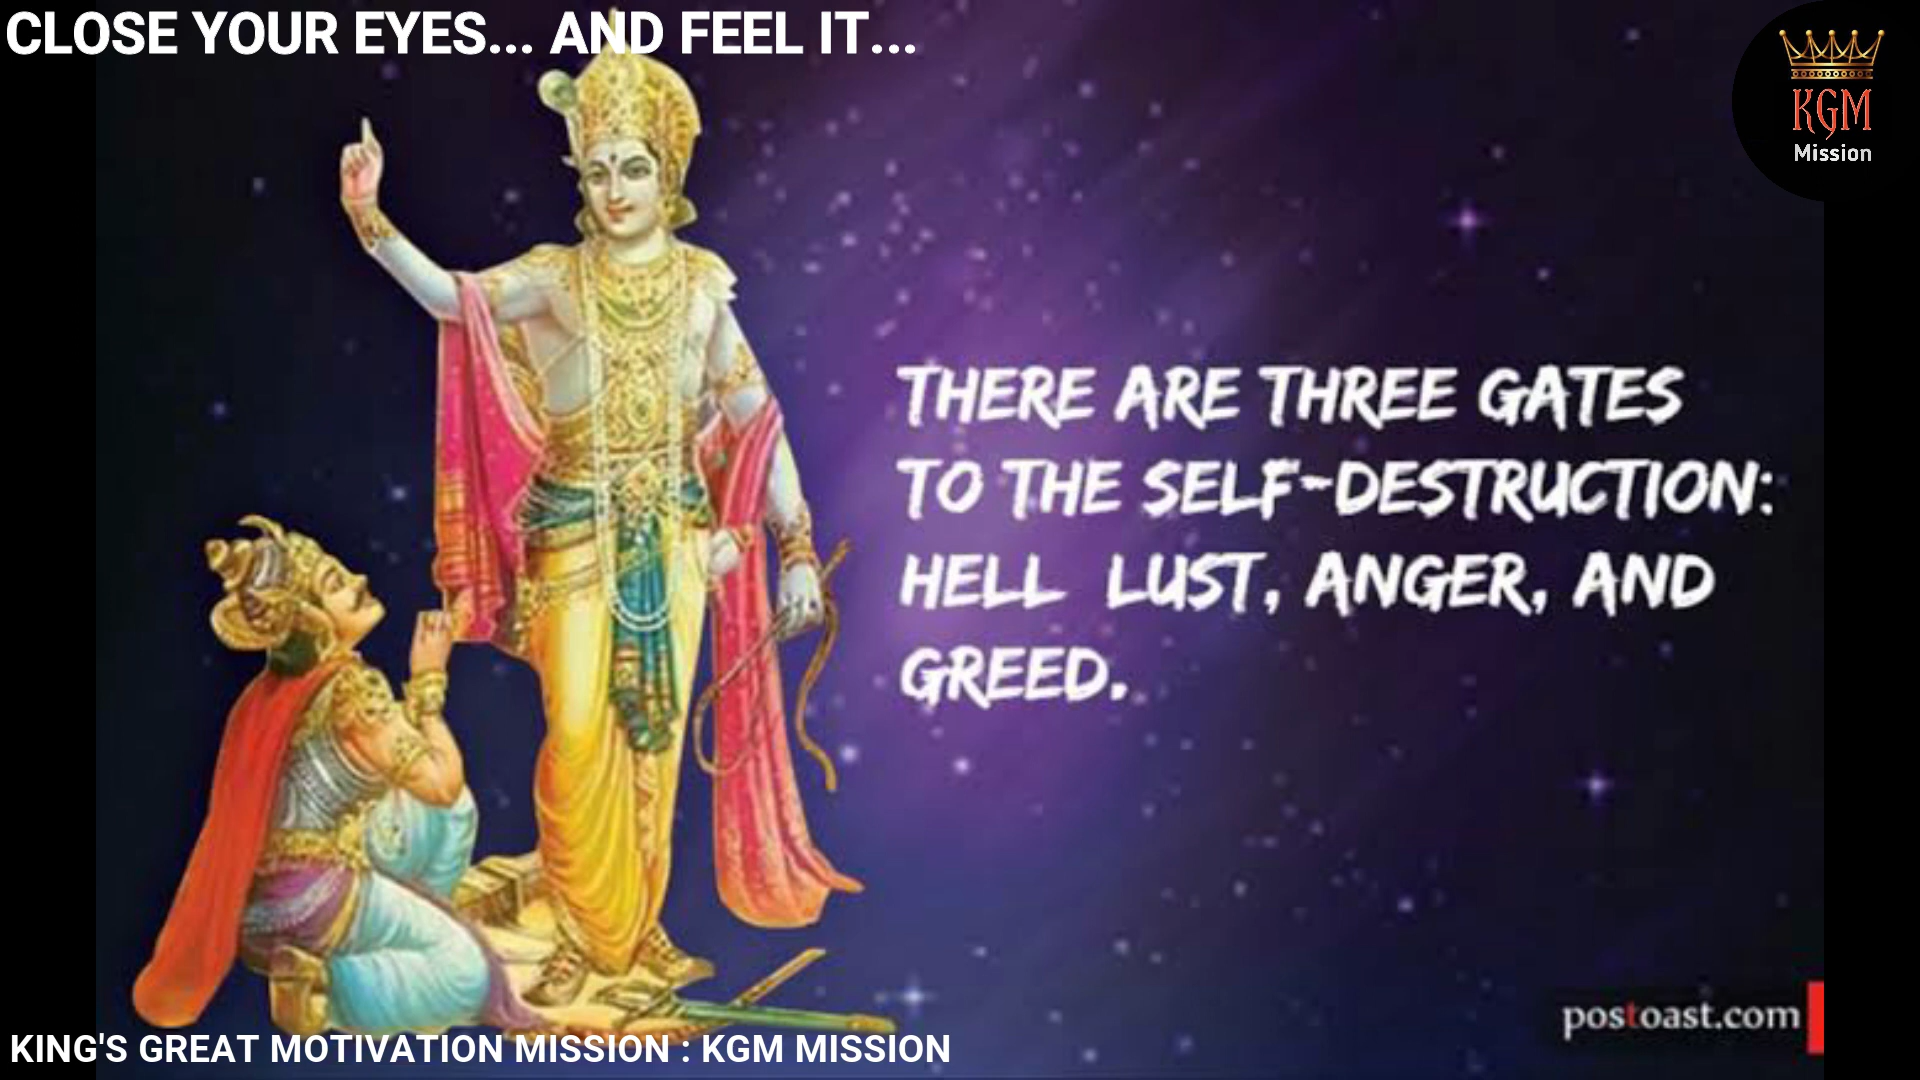 CLOSE YOUR EYES... AND FEEL IT...
KGM
Mission
THERE ARE THREE GATES
TO THE SELF-DESTRUCTION:
HELL LUST, ANGER, AND
GREED.
postoast.com
KING'S GREAT MOTIVATION MISSION : KGM MISSION